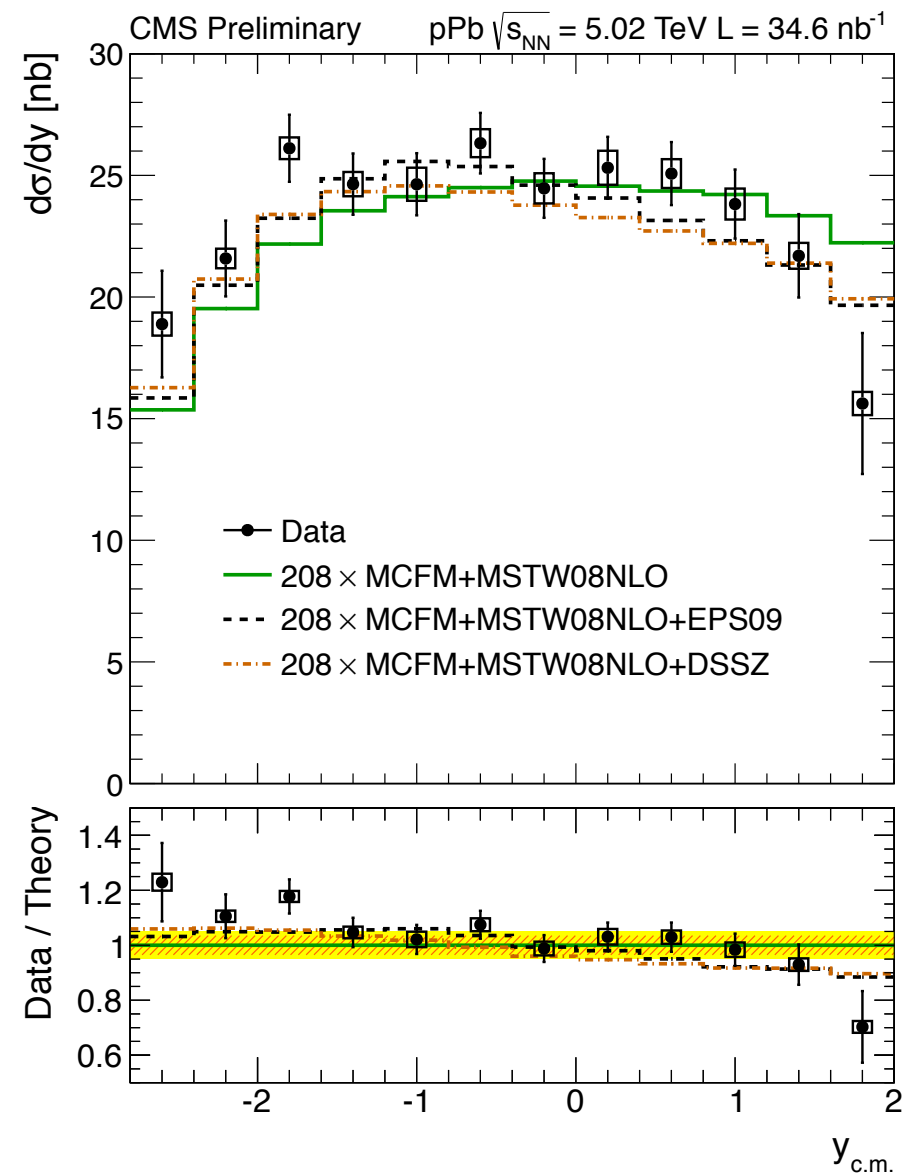 CMS Preliminary pPb √s_NN = 5.02 TeV L = 34.6 nb⁻¹
dσ/dy [nb]
30
25
20
15
10
5
0
Data
208 × MCFM+MSTW08NLO
208 × MCFM+MSTW08NLO+EPS09
208 × MCFM+MSTW08NLO+DSSZ
Data / Theory
1.4
1.2
1
0.8
0.6
-2 -1 0 1 2
y_c.m.